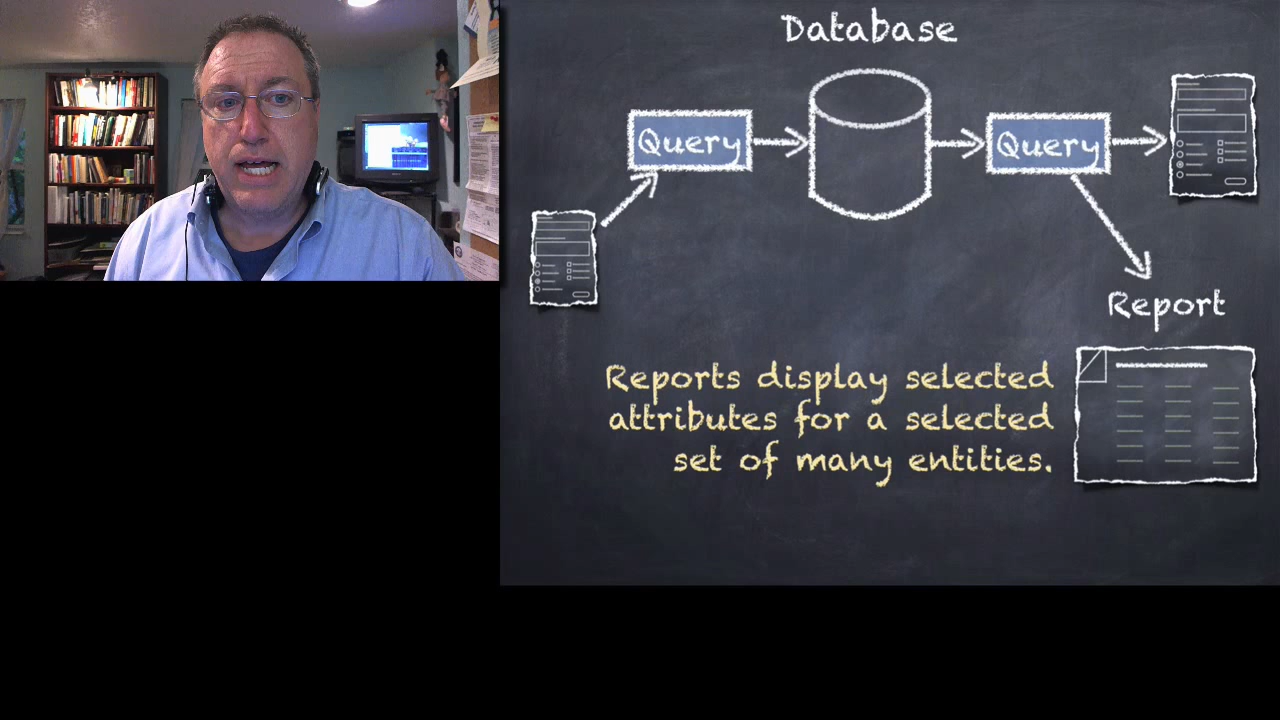 Database
Query
Query
Report
Reports display selected
attributes for a selected
set of many entities.